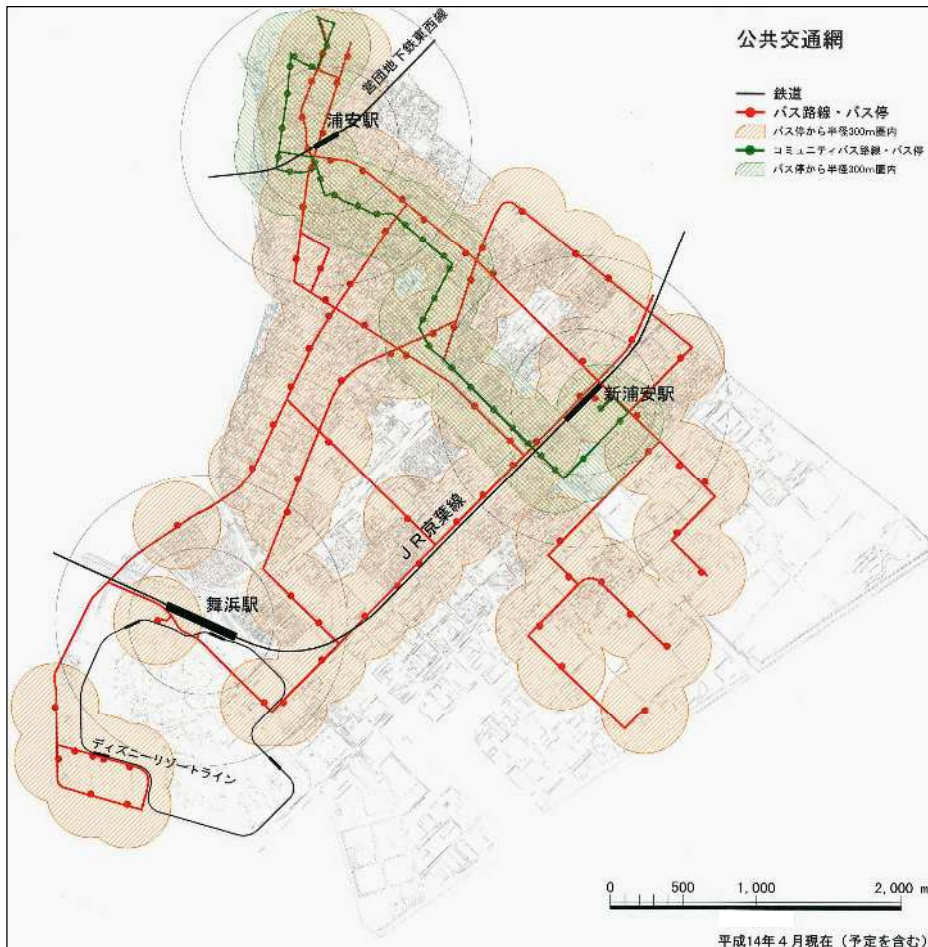 公共交通網
鉄道
バス路線・バス停
バス停から半径300m圏内
コミュニティバス路線・バス停
バス停から半径300m圏内
営団地下鉄東西線
浦安駅
新浦安駅
JR京葉線
舞浜駅
ディズニーリゾートライン
0 500 1,000 2,000 m
平成14年4月現在(予定を含む)